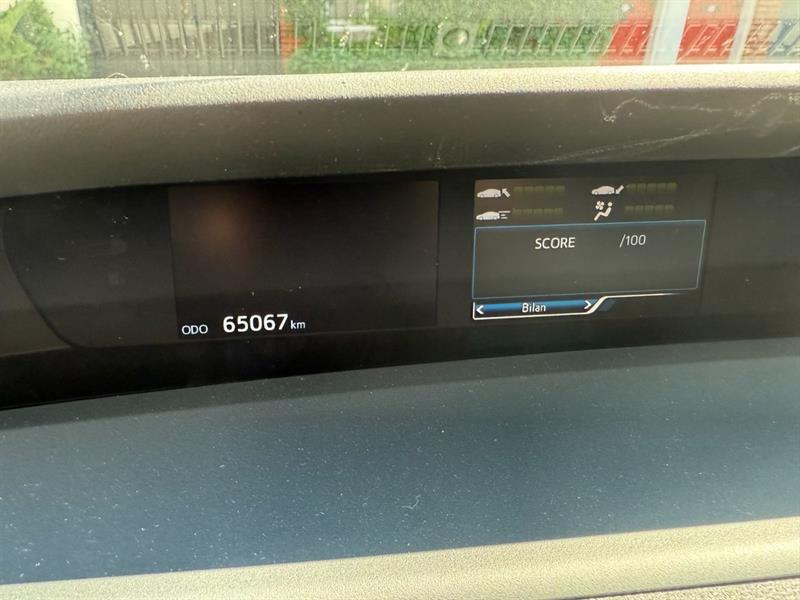 ODO 65067 km
SCORE /100
Bilan